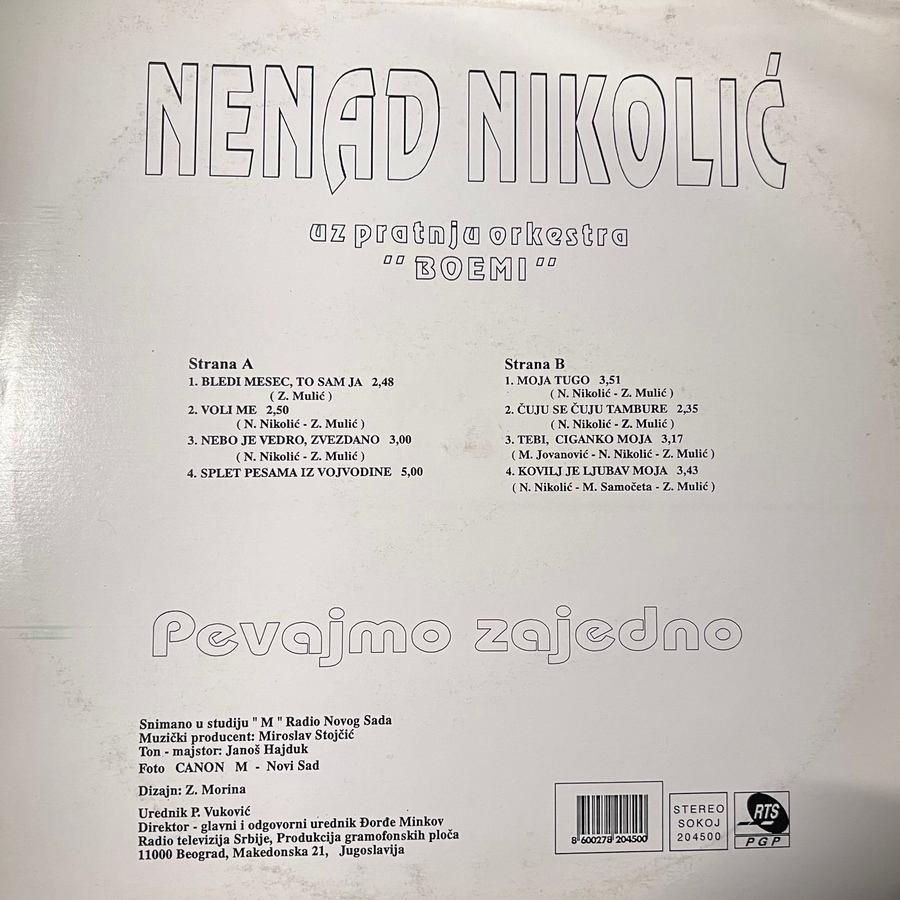 NENAD NIKOLIĆ
uz pratnju orkestra
"BOEMI"
Strana A
1. BLEDI MESEC, TO SAM JA 2,48
( Z. Mulić )
2. VOLI ME 2,50
( N. Nikolić - Z. Mulić )
3. NEBO JE VEDRO, ZVEZDANO 3,00
( N. Nikolić - Z. Mulić )
4. SPLET PESAMA IZ VOJVODINE 5,00
Strana B
1. MOJA TUGO 3,51
( N. Nikolić - Z. Mulić )
2. ČUJU SE ČUJU TAMBURE 2,35
( N. Nikolić - Z. Mulić )
3. TEBI, CIGANKO MOJA 3,17
( M. Jovanović - N. Nikolić - Z. Mulić )
4. KOVILJ JE LJUBAV MOJA 3,43
( N. Nikolić - M. Samočeta - Z. Mulić )
Pevajmo zajedno
Snimano u studiju " M " Radio Novog Sada
Muzički producent: Miroslav Stojčić
Ton - majstor: Janoš Hajduk
Foto CANON M - Novi Sad
Dizajn: Z. Morina
Urednik P. Vuković
Direktor - glavni i odgovorni urednik Đorđe Minkov
Radio televizija Srbije, Produkcija gramofonskih ploča
11000 Beograd, Makedonska 21, Jugoslavija
8 600278 204500
STEREO
SOKOJ
204500
RTS
PGP